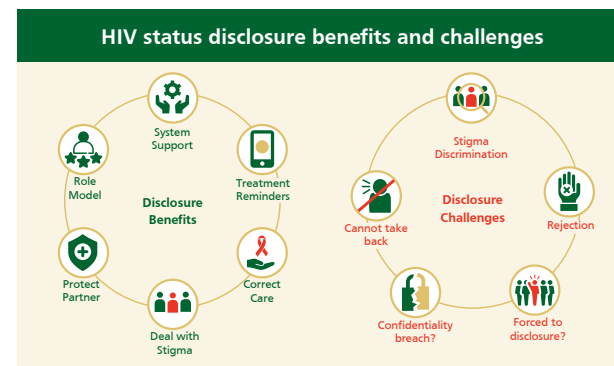 HIV status disclosure benefits and challenges
System
Support
Role
Model
Treatment
Reminders
Disclosure
Benefits
Protect
Partner
Correct
Care
Deal with
Stigma
Stigma
Discrimination
Cannot take
back
Disclosure
Challenges
Rejection
Confidentiality
breach?
Forced to
disclosure?